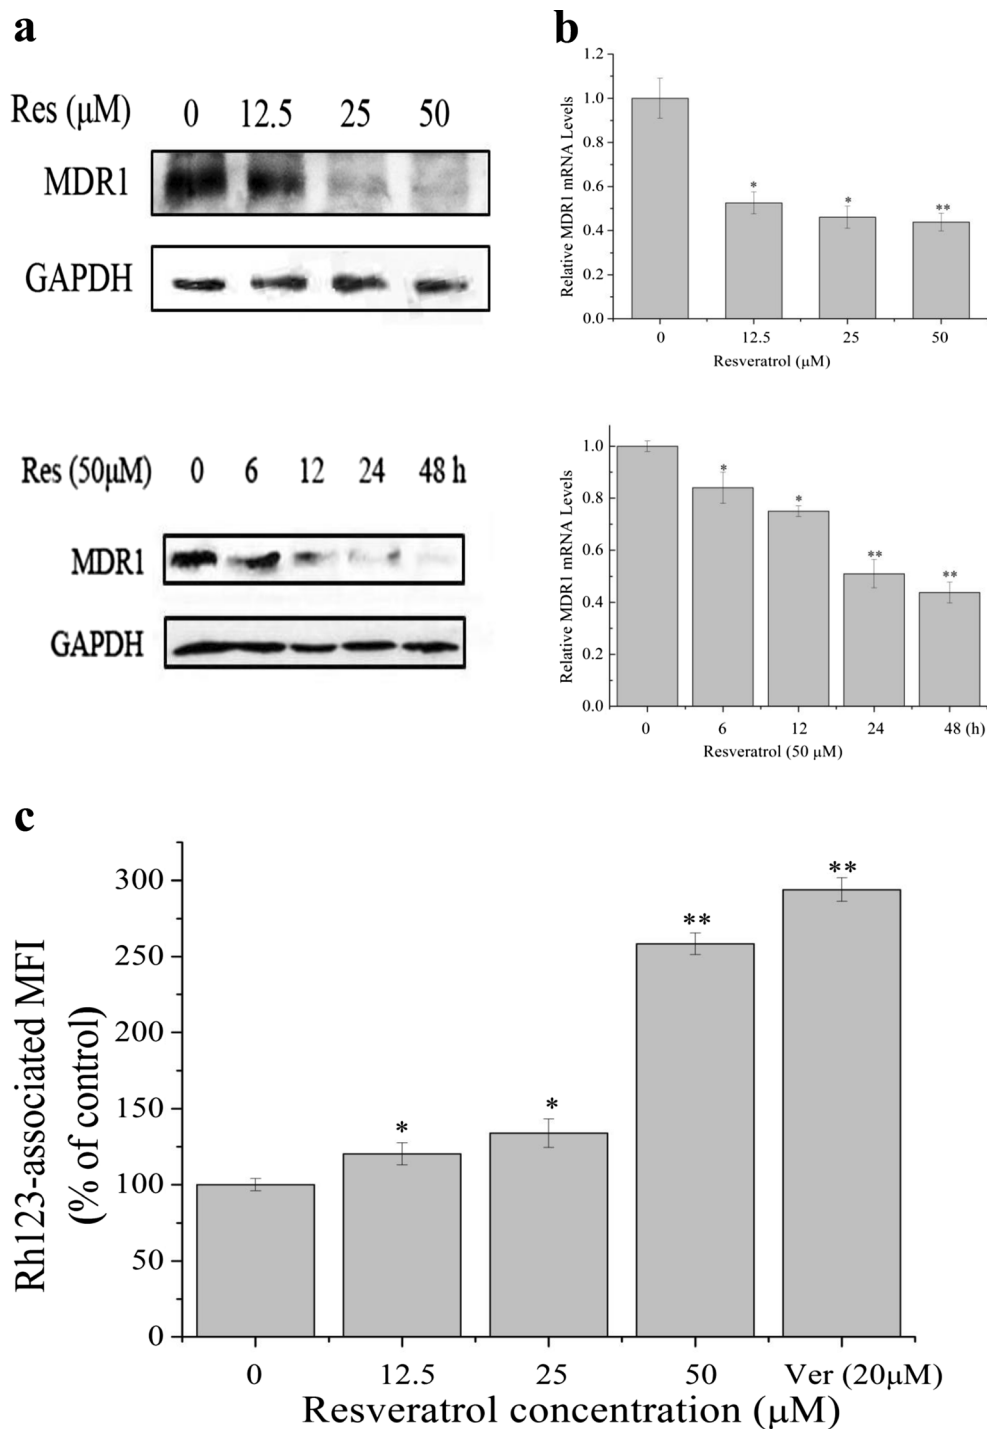 a
Res (μM) 0 12.5 25 50
MDR1
GAPDH
Res (50μM) 0 6 12 24 48 h
MDR1
GAPDH
b
Relative MDR1 mRNA Levels
1.2
1.0
0.8
0.6
0.4
0.2
0.0
* * **
0 12.5 25 50
Resveratrol (μM)
Relative MDR1 mRNA Levels
1.0
0.8
0.6
0.4
0.2
0.0
* * ** **
0 6 12 24 48 (h)
Resveratrol (50 μM)
c
Rh123-associated MFI
(% of control)
300
250
200
150
100
50
0
* * ** **
0 12.5 25 50 Ver (20μM)
Resveratrol concentration (μM)